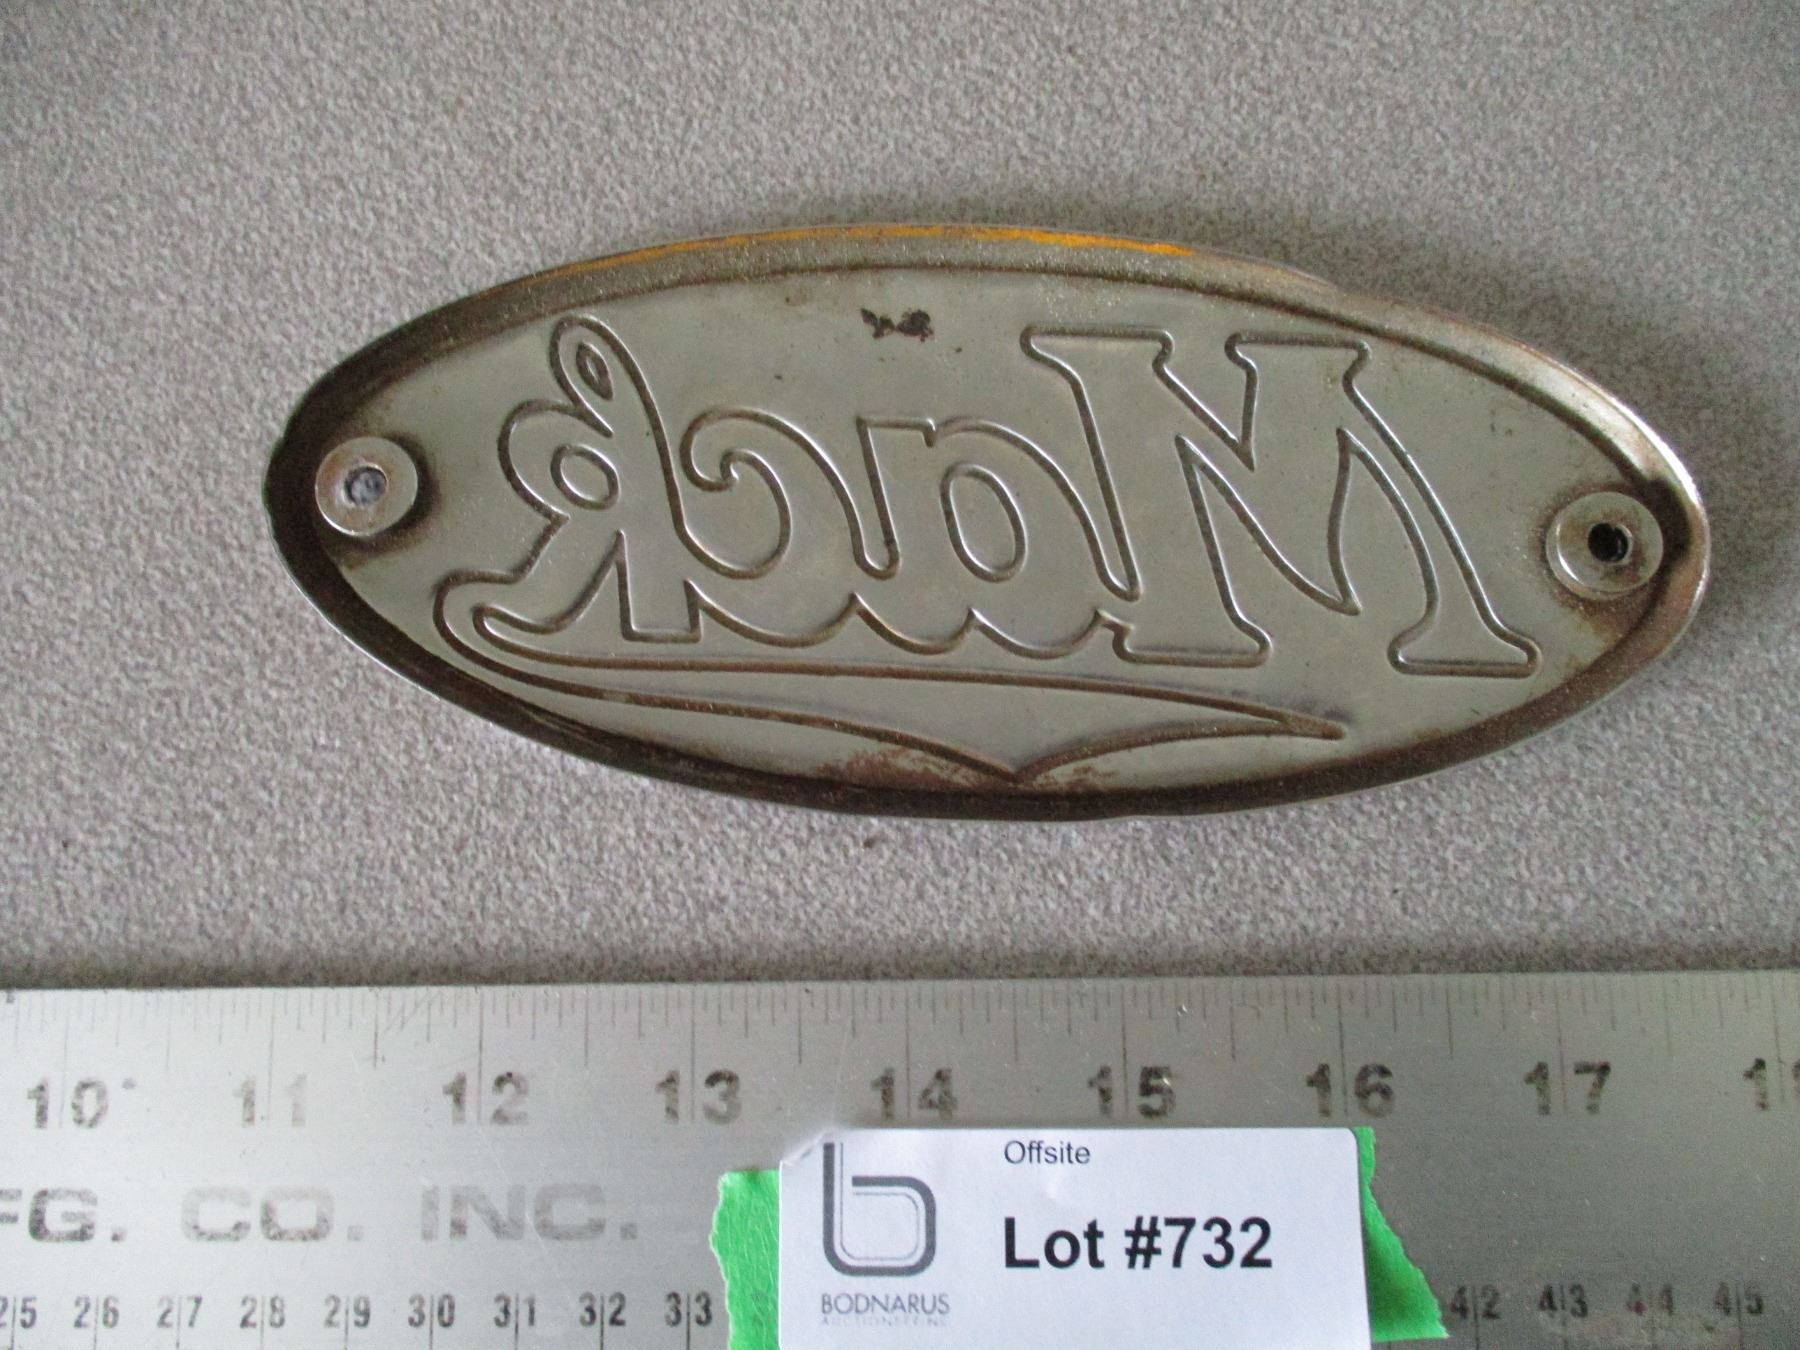 Mack
10 11 12 13 14 15 16 17
FG. CO. INC.
Offsite
Lot #732
BODNARUS
AUCTIONEERING
25 26 27 28 29 30 31 32 33 42 43 44 45